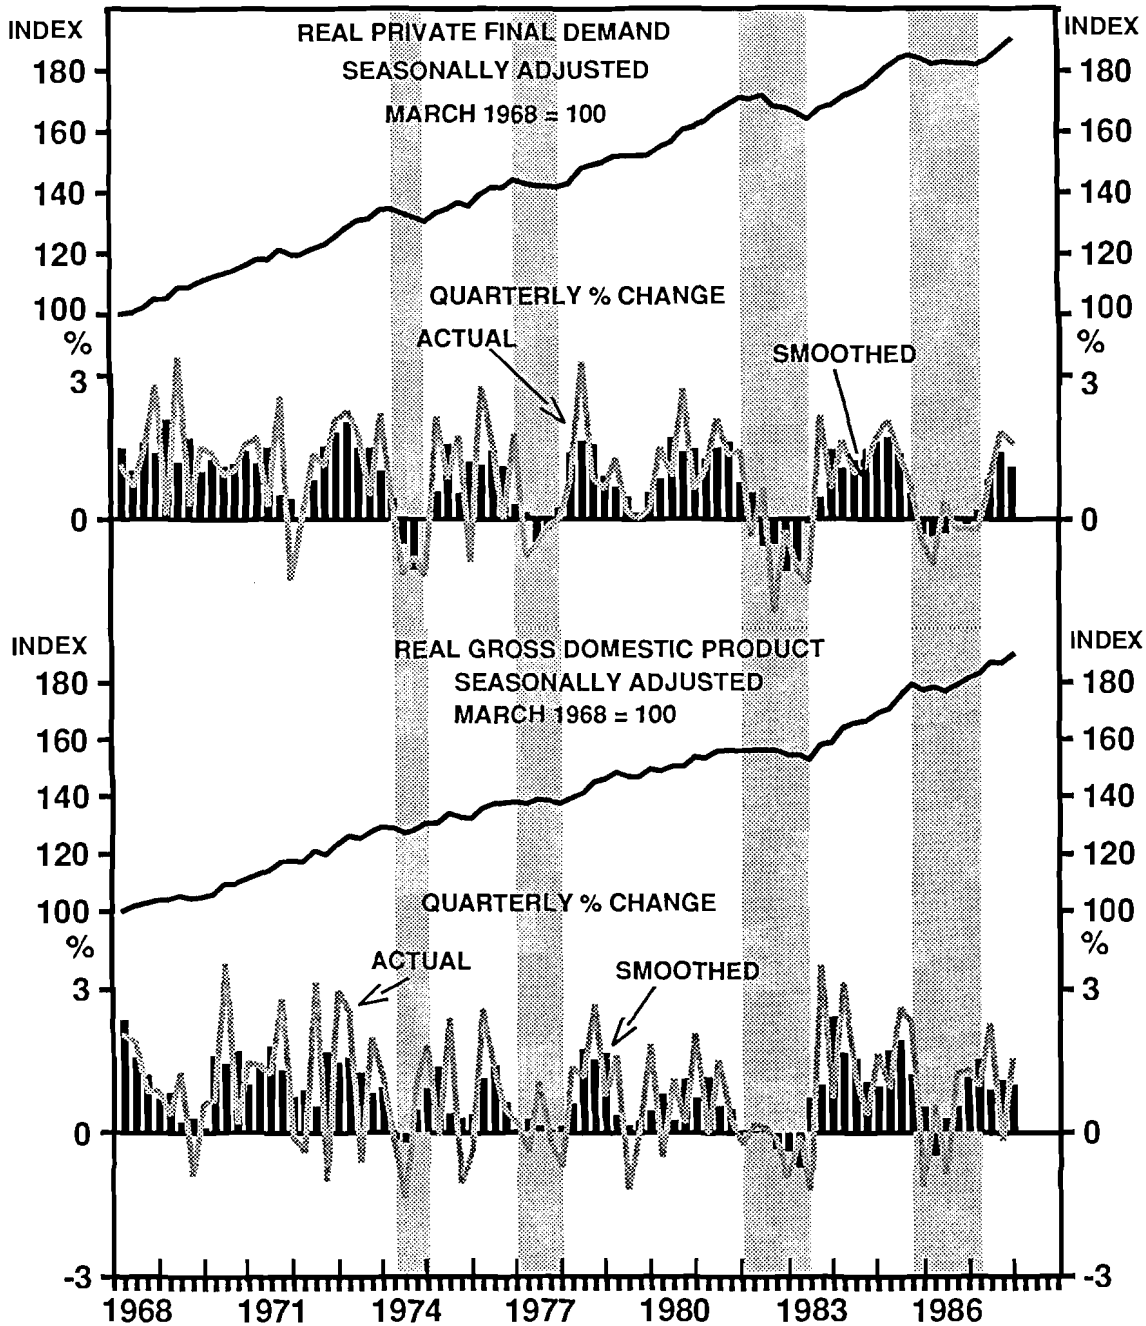 INDEX
INDEX
REAL PRIVATE FINAL DEMAND
SEASONALLY ADJUSTED
MARCH 1968 = 100
180
160
140
120
100
180
160
140
120
100
QUARTERLY % CHANGE
ACTUAL
SMOOTHED
%
3
0
%
3
0
INDEX
INDEX
REAL GROSS DOMESTIC PRODUCT
SEASONALLY ADJUSTED
MARCH 1968 = 100
180
160
140
120
100
180
160
140
120
100
QUARTERLY % CHANGE
ACTUAL
SMOOTHED
%
3
0
-3
%
3
0
-3
1968 1971 1974 1977 1980 1983 1986